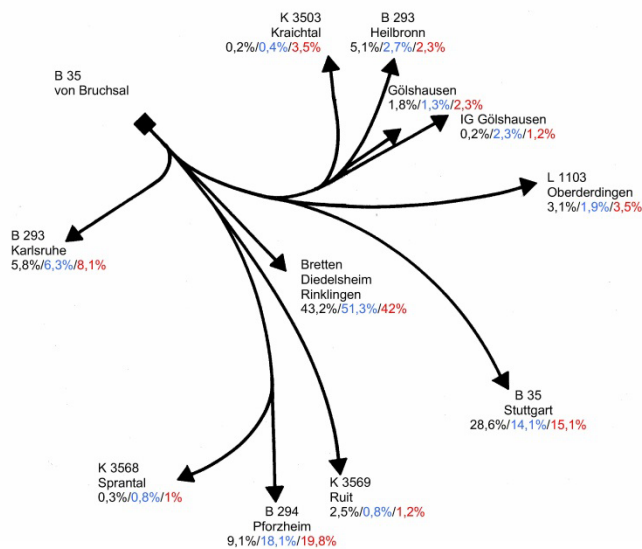 K 3503
Kraichtal
0,2%/0,4%/3,5%
B 293
Heilbronn
5,1%/2,7%/2,3%
B 35
von Bruchsal
Gölshausen
1,8%/1,3%/2,3%
IG Gölshausen
0,2%/2,3%/1,2%
L 1103
Oberderdingen
3,1%/1,9%/3,5%
B 293
Karlsruhe
5,8%/6,3%/8,1%
Bretten
Diedelsheim
Rinklingen
43,2%/51,3%/42%
B 35
Stuttgart
28,6%/14,1%/15,1%
K 3568
Sprantal
0,3%/0,8%/1%
B 294
Pforzheim
9,1%/18,1%/19,8%
K 3569
Ruit
2,5%/0,8%/1,2%